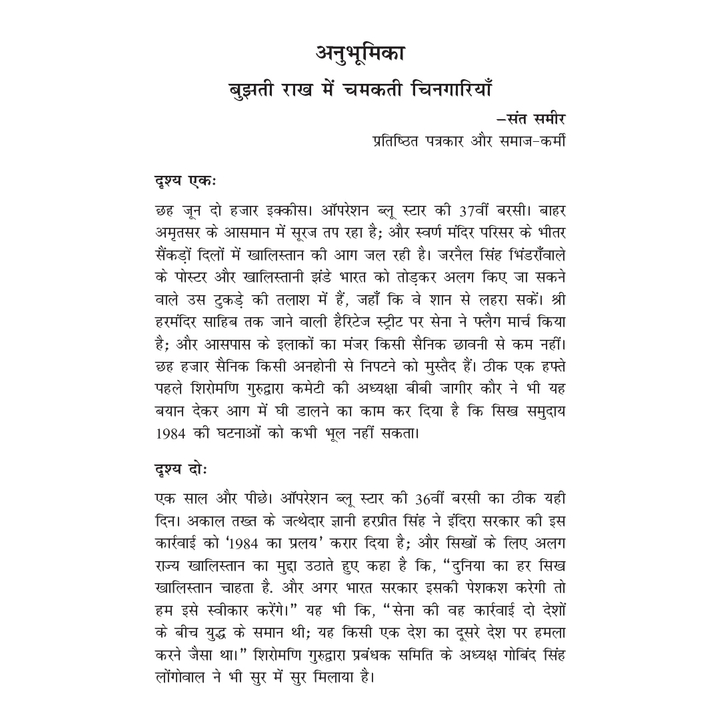 अनुभूमिका
बुझती राख में चमकती चिनगारियाँ
–संत समीर
प्रतिष्ठित पत्रकार और समाज-कर्मी
दृश्य एकः
छह जून दो हजार इक्कीस। ऑपरेशन ब्लू स्टार की 37वीं बरसी। बाहर
अमृतसर के आसमान में सूरज तप रहा है; और स्वर्ण मंदिर परिसर के भीतर
सैंकड़ों दिलों में खालिस्तान की आग जल रही है। जरनैल सिंह भिंडराँवाले
के पोस्टर और खालिस्तानी झंडे भारत को तोड़कर अलग किए जा सकने
वाले उस टुकड़े की तलाश में हैं, जहाँ कि वे शान से लहरा सकें। श्री
हरमंदिर साहिब तक जाने वाली हैरिटेज स्ट्रीट पर सेना ने फ्लैग मार्च किया
है; और आसपास के इलाकों का मंजर किसी सैनिक छावनी से कम नहीं।
छह हजार सैनिक किसी अनहोनी से निपटने को मुस्तैद हैं। ठीक एक हफ्ते
पहले शिरोमणि गुरुद्वारा कमेटी की अध्यक्षा बीबी जागीर कौर ने भी यह
बयान देकर आग में घी डालने का काम कर दिया है कि सिख समुदाय
1984 की घटनाओं को कभी भूल नहीं सकता।
दृश्य दोः
एक साल और पीछे। ऑपरेशन ब्लू स्टार की 36वीं बरसी का ठीक यही
दिन। अकाल तख्त के जत्थेदार ज्ञानी हरप्रीत सिंह ने इंदिरा सरकार की इस
कार्रवाई को ‘1984 का प्रलय’ करार दिया है; और सिखों के लिए अलग
राज्य खालिस्तान का मुद्दा उठाते हुए कहा है कि, “दुनिया का हर सिख
खालिस्तान चाहता है. और अगर भारत सरकार इसकी पेशकश करेगी तो
हम इसे स्वीकार करेंगे।” यह भी कि, “सेना की वह कार्रवाई दो देशों
के बीच युद्ध के समान थी; यह किसी एक देश का दूसरे देश पर हमला
करने जैसा था।” शिरोमणि गुरुद्वारा प्रबंधक समिति के अध्यक्ष गोबिंद सिंह
लोंगोवाल ने भी सुर में सुर मिलाया है।